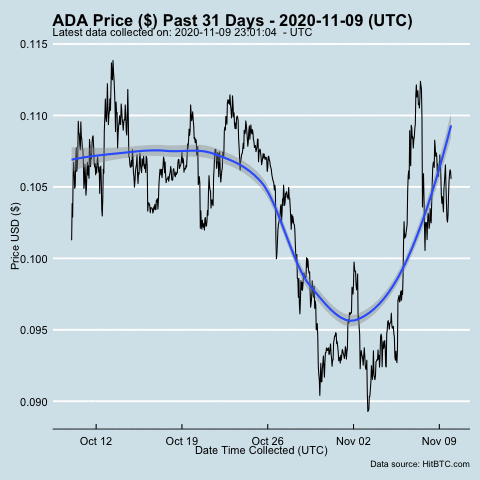 ADA Price ($) Past 31 Days - 2020-11-09 (UTC)
Latest data collected on: 2020-11-09 23:01:04  - UTC
0.115
0.110
0.105
0.100
0.095
0.090
Price USD ($)
Oct 12 Oct 19 Oct 26 Nov 02 Nov 09
Date Time Collected (UTC)
Data source: HitBTC.com